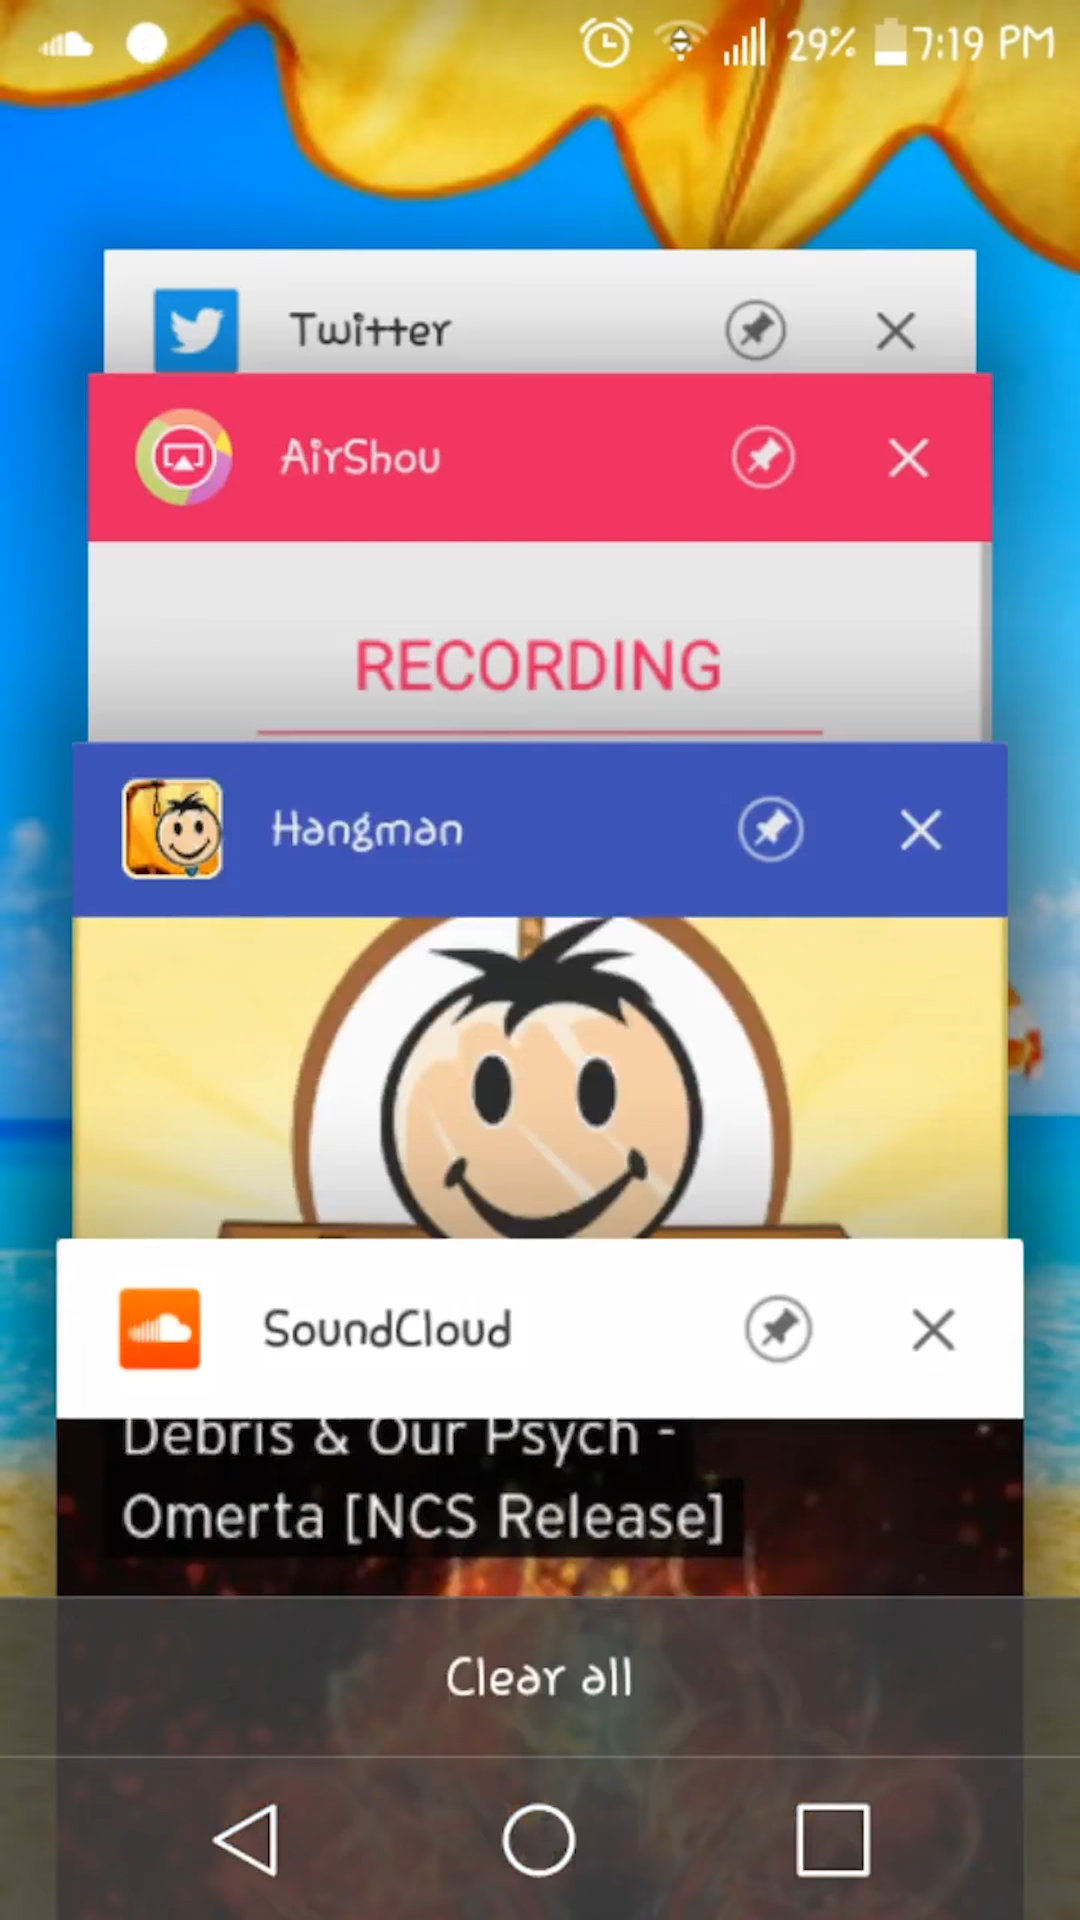 29% 7:19 PM
Twitter
AirShou
RECORDING
Hangman
SoundCloud
Debris & Our Psych -
Omerta [NCS Release]
Clear all